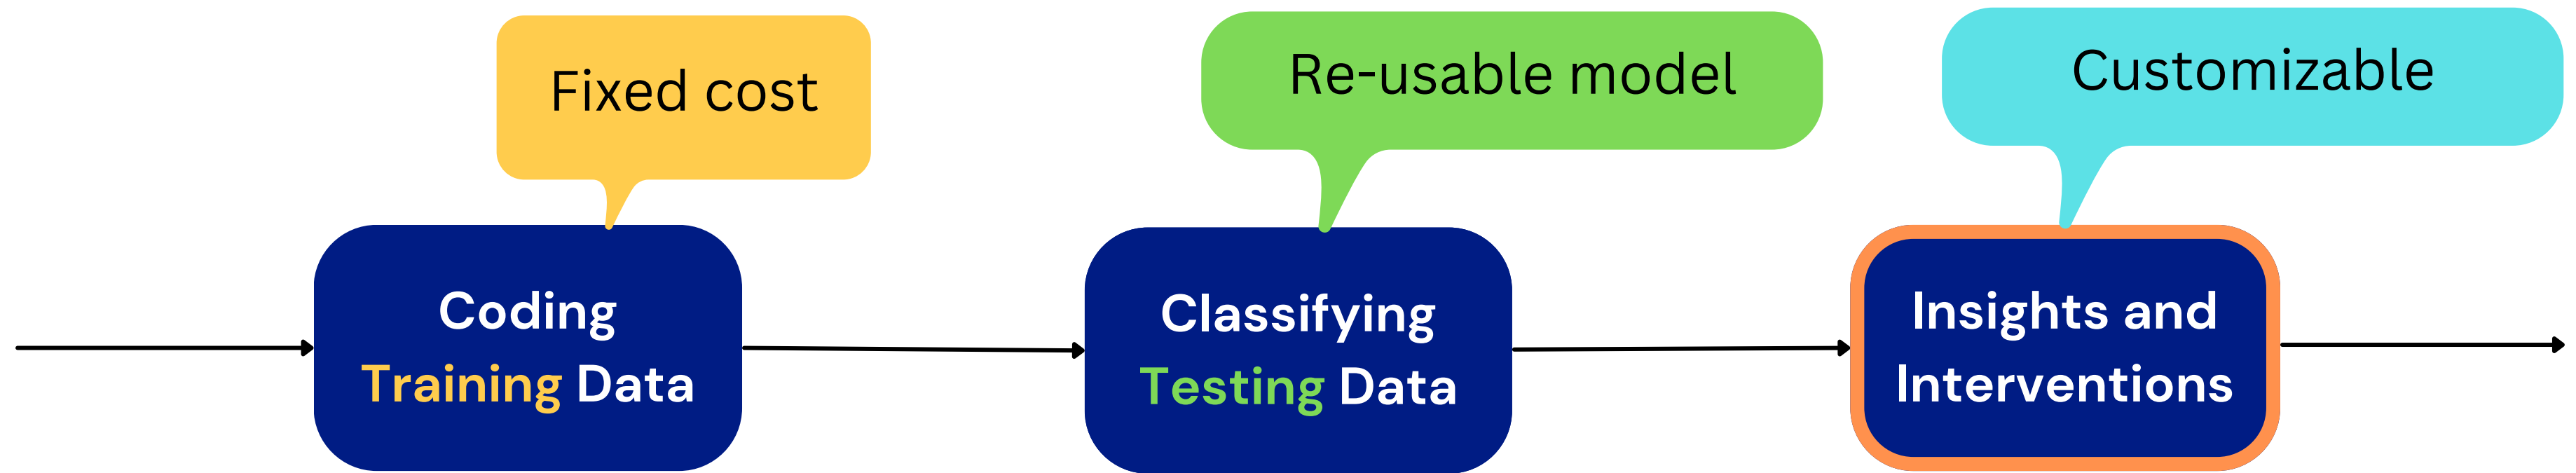 Fixed cost
Re-usable model
Customizable
Coding
Training Data
Classifying
Testing Data
Insights and
Interventions